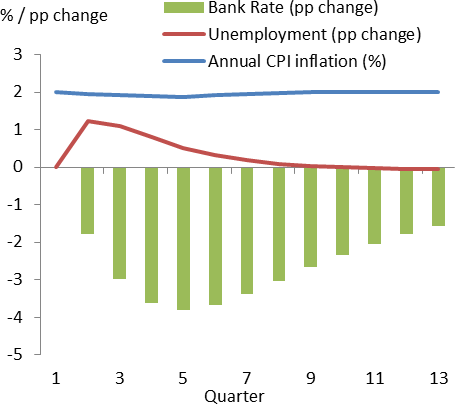 % / pp change
Bank Rate (pp change)
Unemployment (pp change)
Annual CPI inflation (%)
3
2
1
0
-1
-2
-3
-4
-5
1 3 5 7 9 11 13
Quarter